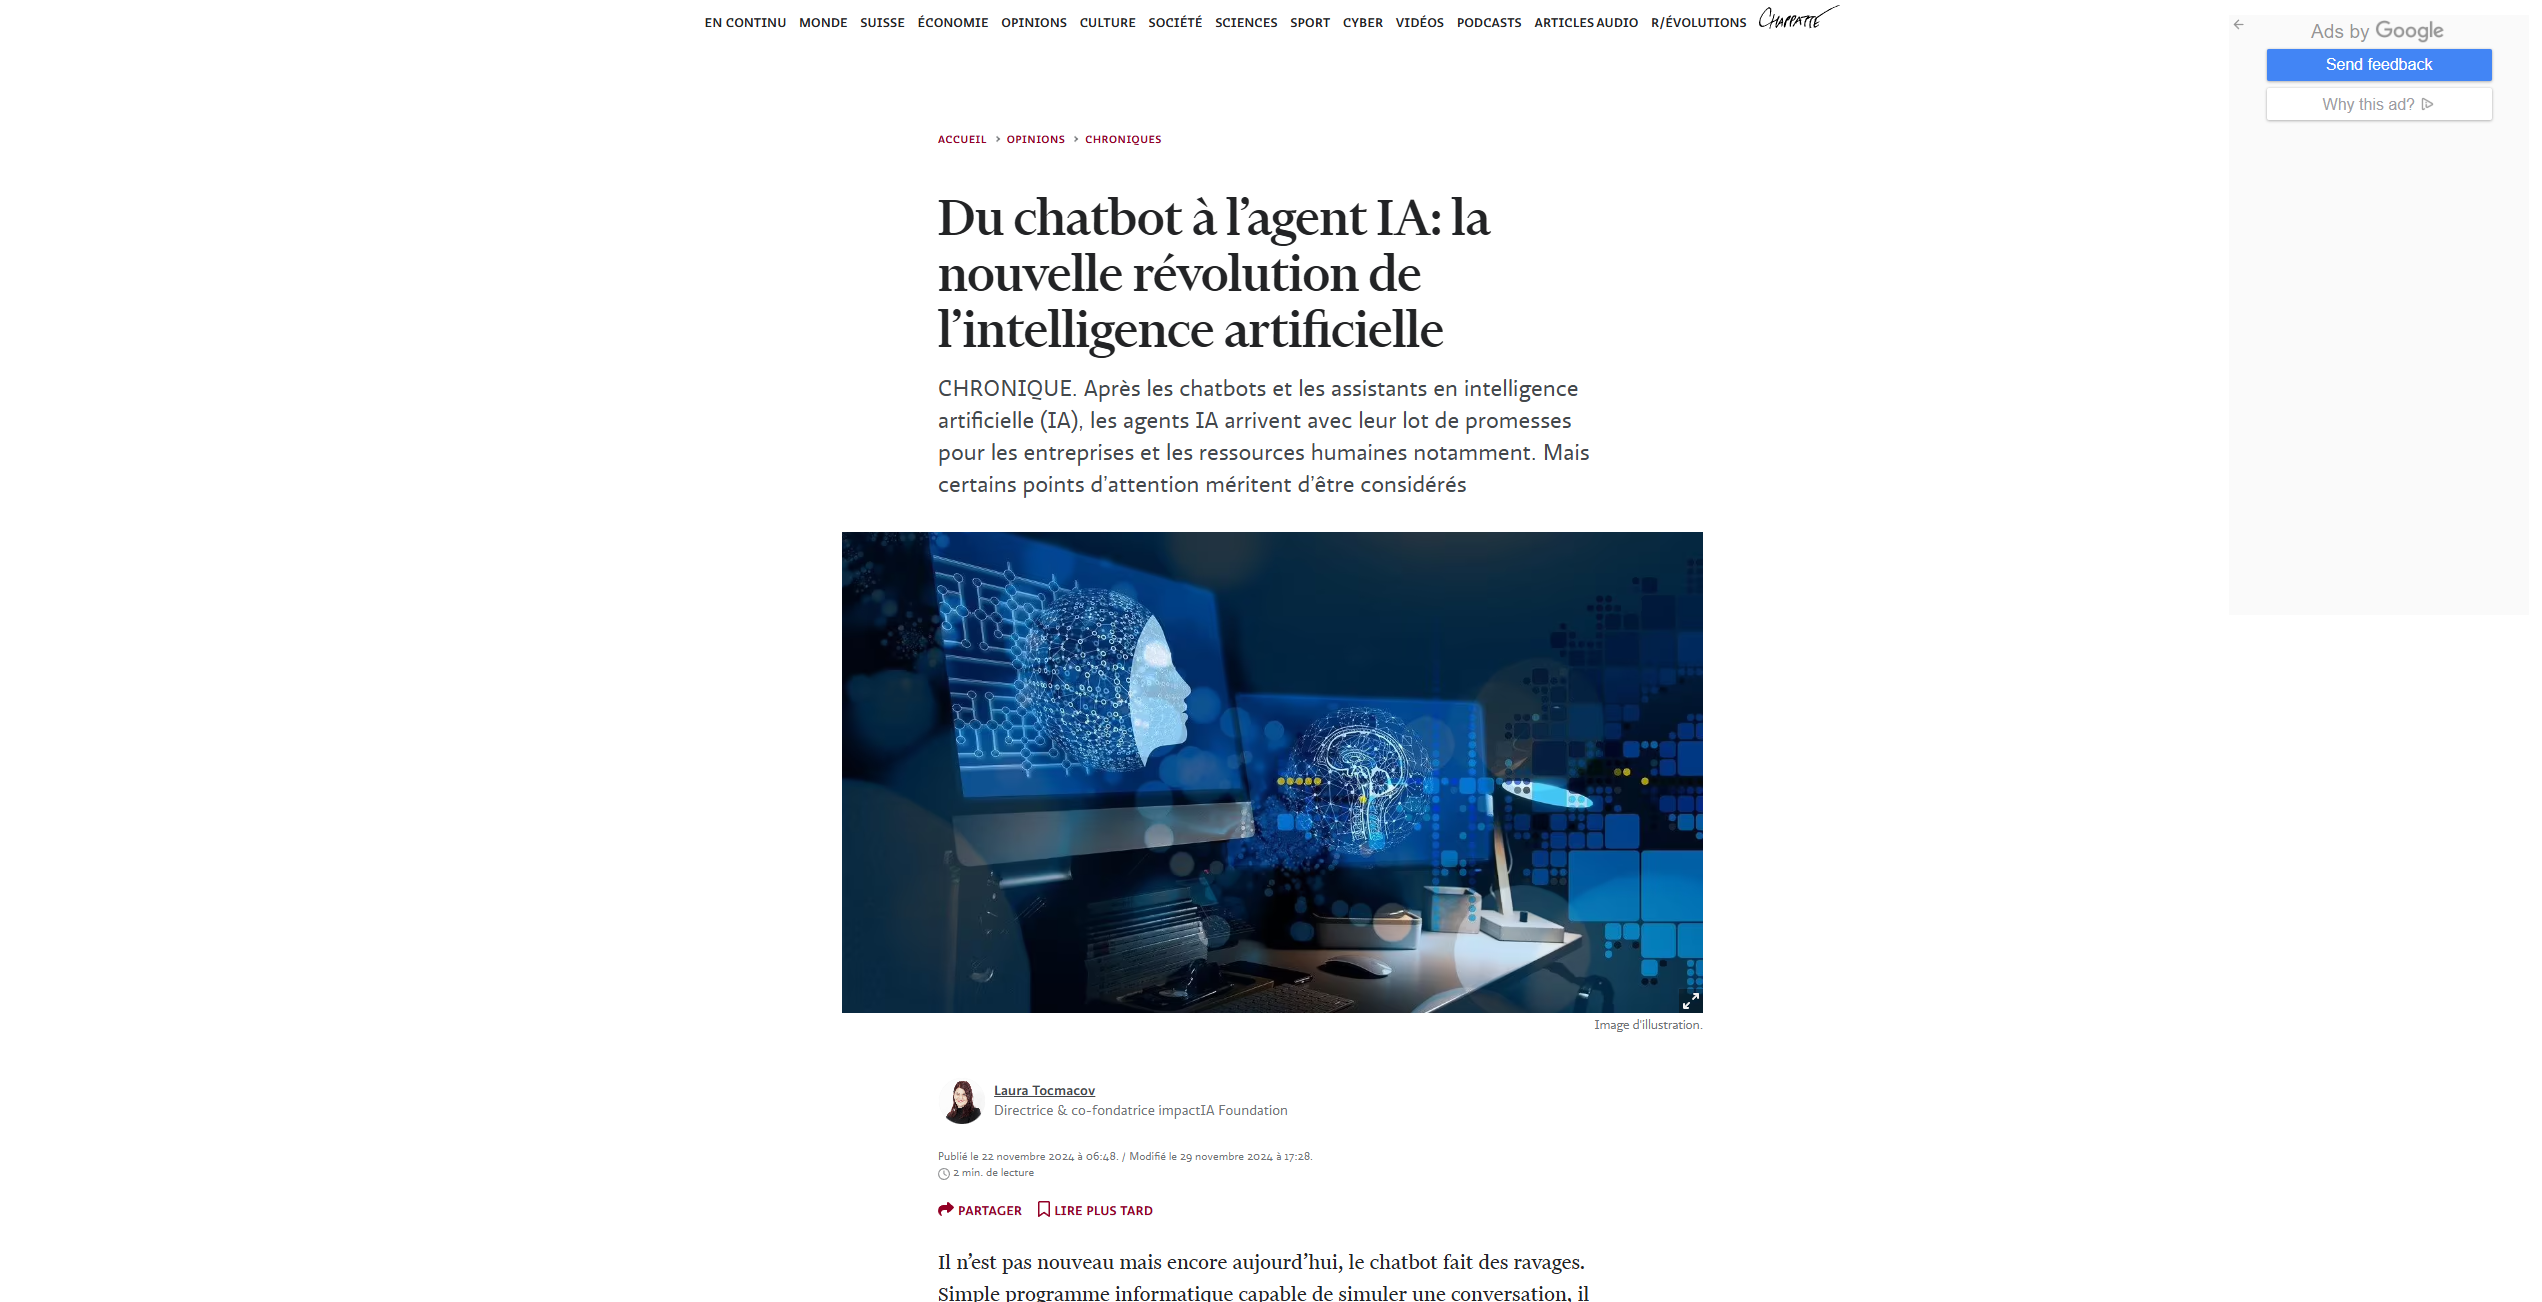 EN CONTINU MONDE SUISSE ÉCONOMIE OPINIONS CULTURE SOCIÉTÉ SCIENCES SPORT CYBER VIDÉOS PODCASTS ARTICLES AUDIO R/ÉVOLUTIONS CHAPPATTE
Ads by Google
Send feedback
Why this ad?
ACCUEIL > OPINIONS > CHRONIQUES
Du chatbot à l’agent IA: la
nouvelle révolution de
l’intelligence artificielle
CHRONIQUE. Après les chatbots et les assistants en intelligence
artificielle (IA), les agents IA arrivent avec leur lot de promesses
pour les entreprises et les ressources humaines notamment. Mais
certains points d’attention méritent d’être considérés
Image d'illustration.
Laura Tocmacov
Directrice & co-fondatrice impactIA Foundation
Publié le 22 novembre 2024 à 06:48. / Modifié le 29 novembre 2024 à 17:28.
2 min. de lecture
PARTAGER LIRE PLUS TARD
Il n’est pas nouveau mais encore aujourd’hui, le chatbot fait des ravages.
Simple programme informatique capable de simuler une conversation, il